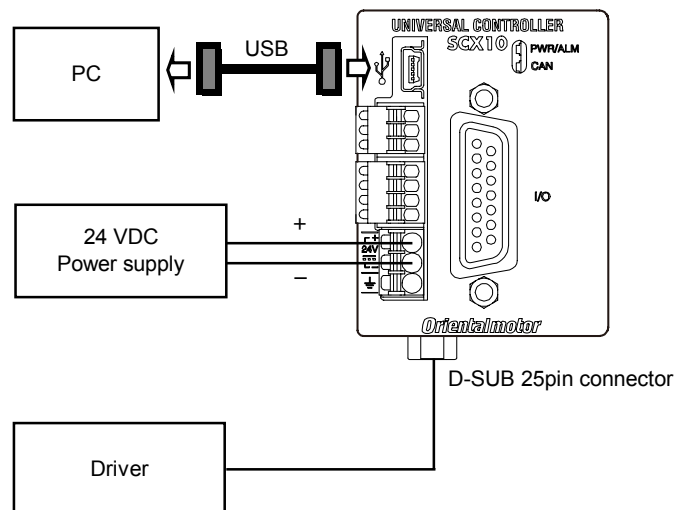 UNIVERSAL CONTROLLER
SCX10
PWR/ALM
CAN
USB
PC
I/O
24 VDC
Power supply
+
–
+
24V
–
Orientalmotor
D-SUB 25pin connector
Driver